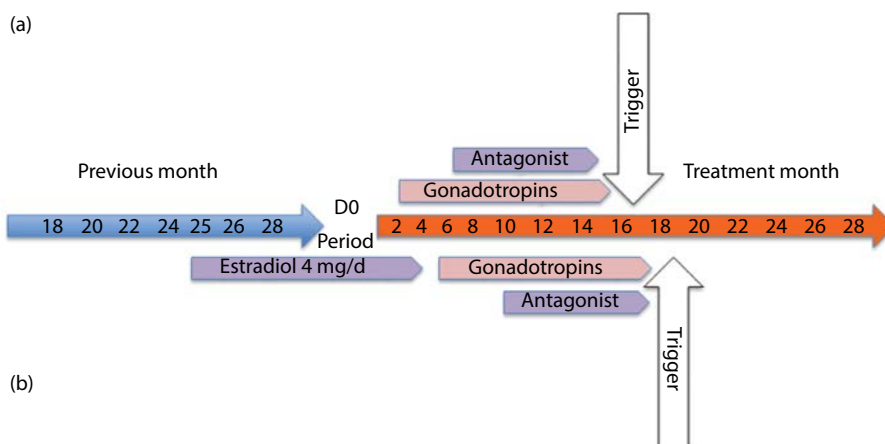 (a)
Trigger
Antagonist
Previous month
Treatment month
Gonadotropins
D0
18 20 22 24 25 26 28
2 4 6 8 10 12 14 16 18 20 22 24 26 28
Period
Estradiol 4 mg/d
Gonadotropins
Antagonist
Trigger
(b)